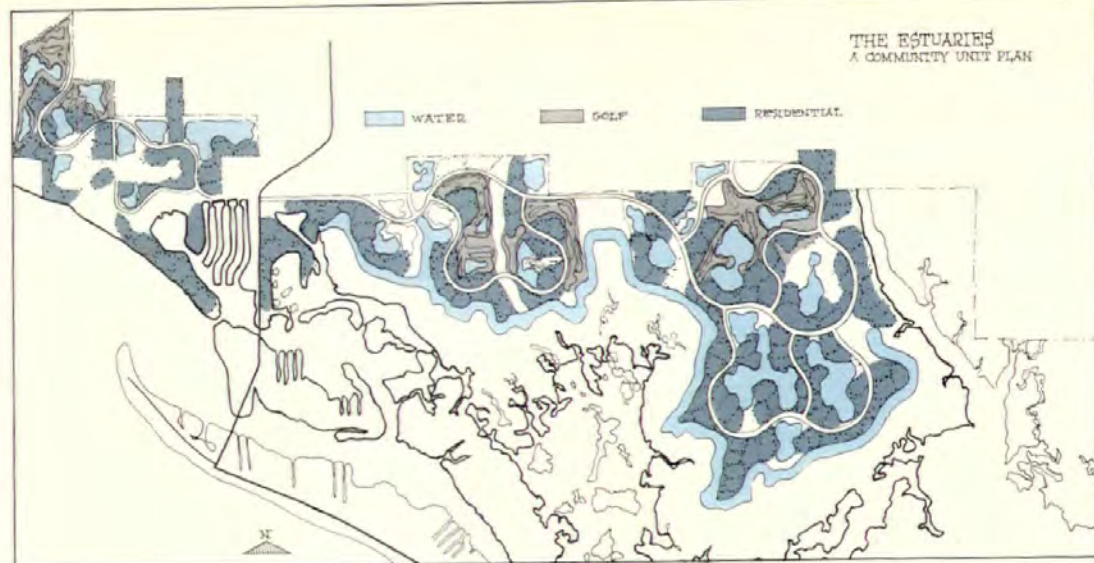 THE ESTUARIES
A COMMUNITY UNIT PLAN
WATER
GOLF
RESIDENTIAL
N